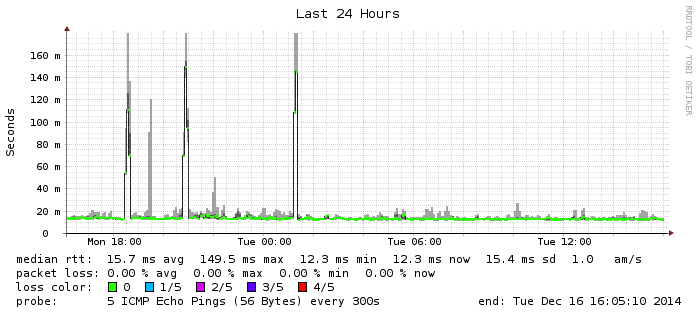 Last 24 Hours
RRDTOOL / TOBI OETIKER
Seconds
160 m
140 m
120 m
100 m
80 m
60 m
40 m
20 m
0
Mon 18:00 Tue 00:00 Tue 06:00 Tue 12:00
median rtt: 15.7 ms avg 149.5 ms max 12.3 ms min 12.3 ms now 15.4 ms sd 1.0 am/s
packet loss: 0.00 % avg 0.00 % max 0.00 % min 0.00 % now
loss color: 0 1/5 2/5 3/5 4/5
probe: 5 ICMP Echo Pings (56 Bytes) every 300s end: Tue Dec 16 16:05:10 2014